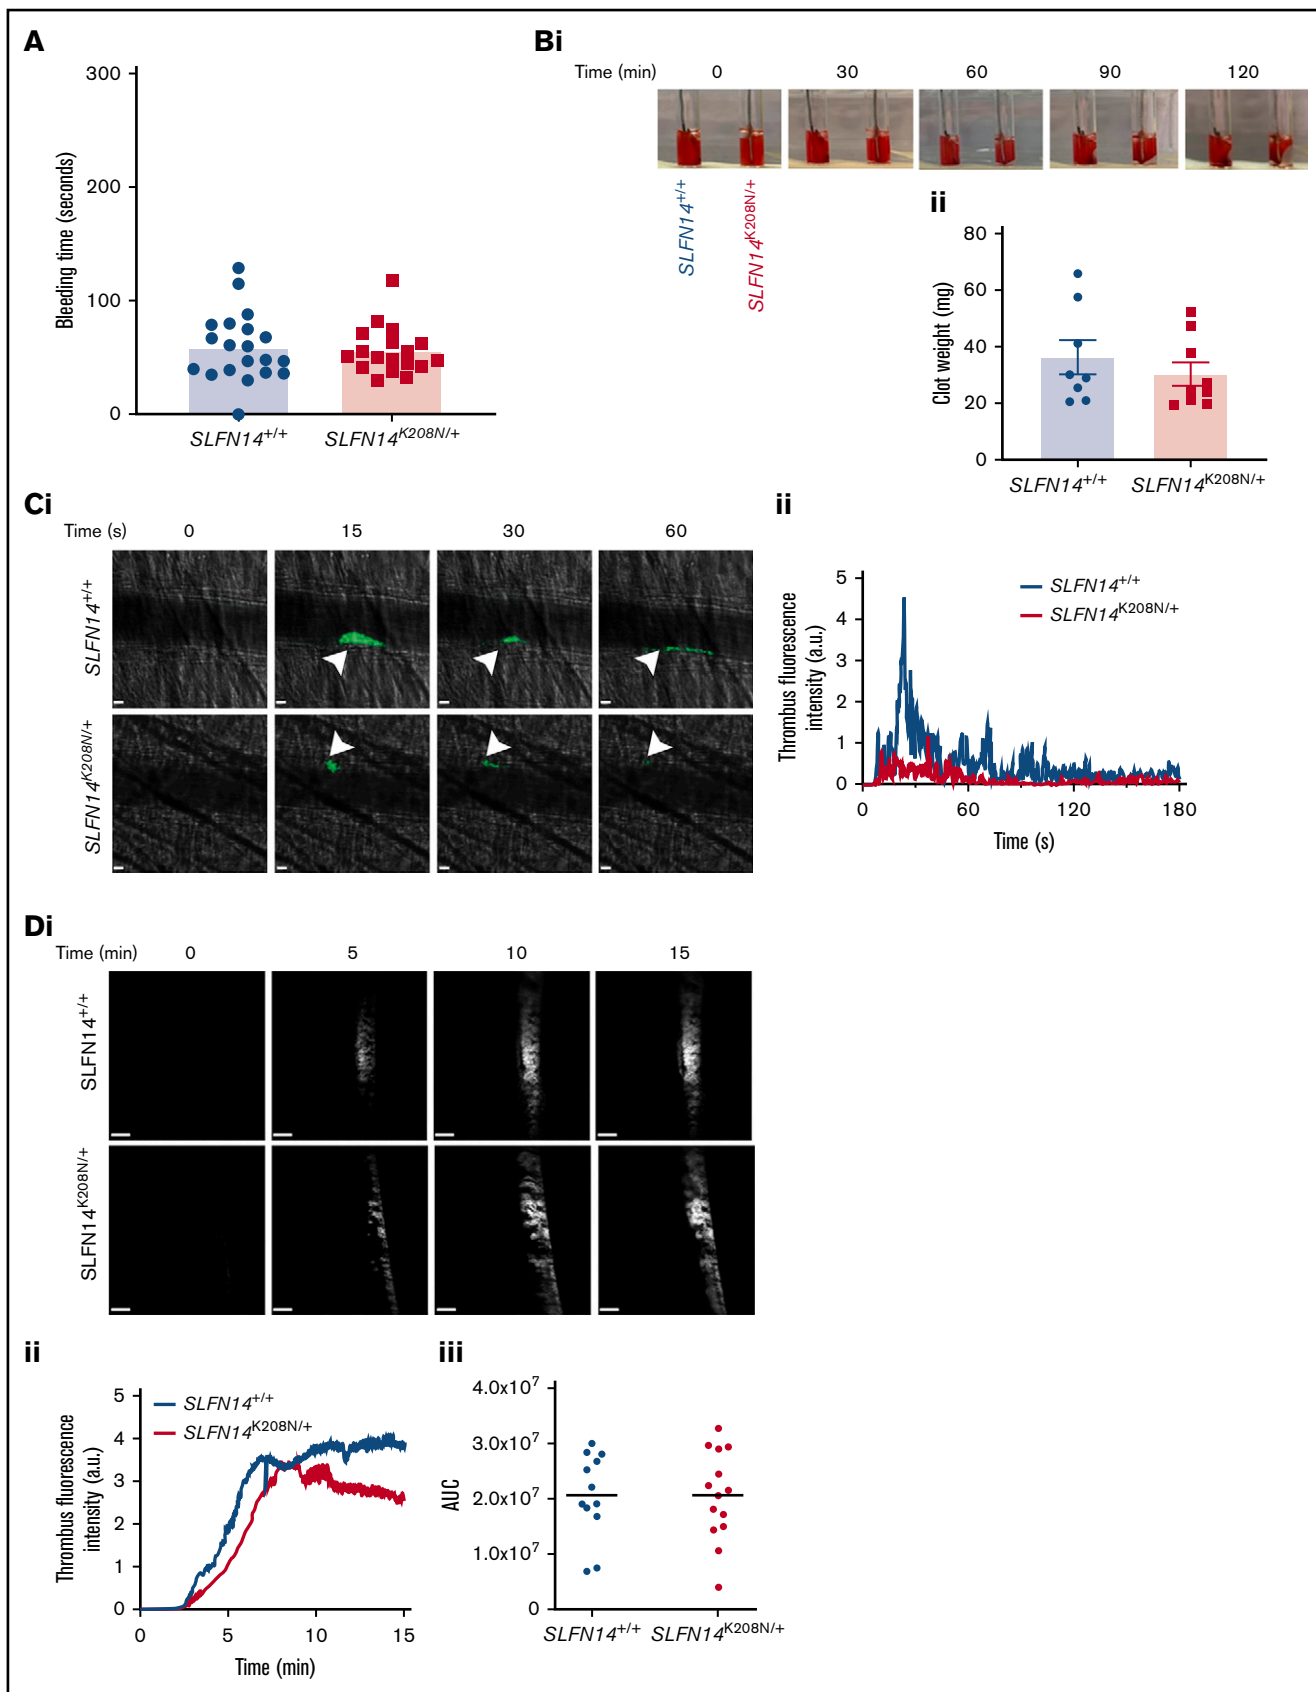 A
Bleeding time (seconds)
300
200
100
0
SLFN14+/+
SLFN14K208N/+
Bi
Time (min) 0 30 60 90 120
SLFN14+/+
SLFN14K208N/+
ii
Clot weight (mg)
80
60
40
20
0
SLFN14+/+
SLFN14K208N/+
Ci
Time (s) 0 15 30 60
SLFN14+/+
SLFN14K208N/+
ii
Thrombus fluorescence
intensity (a.u.)
5
4
3
2
1
0
SLFN14+/+
SLFN14K208N/+
0 60 120 180
Time (s)
Di
Time (min) 0 5 10 15
SLFN14+/+
SLFN14K208N/+
ii
Thrombus fluorescence
intensity (a.u.)
5
4
3
2
1
0
SLFN14+/+
SLFN14K208N/+
0 5 10 15
Time (min)
iii
AUC
4.0x10⁷
3.0x10⁷
2.0x10⁷
1.0x10⁷
0
SLFN14+/+ SLFN14K208N/+